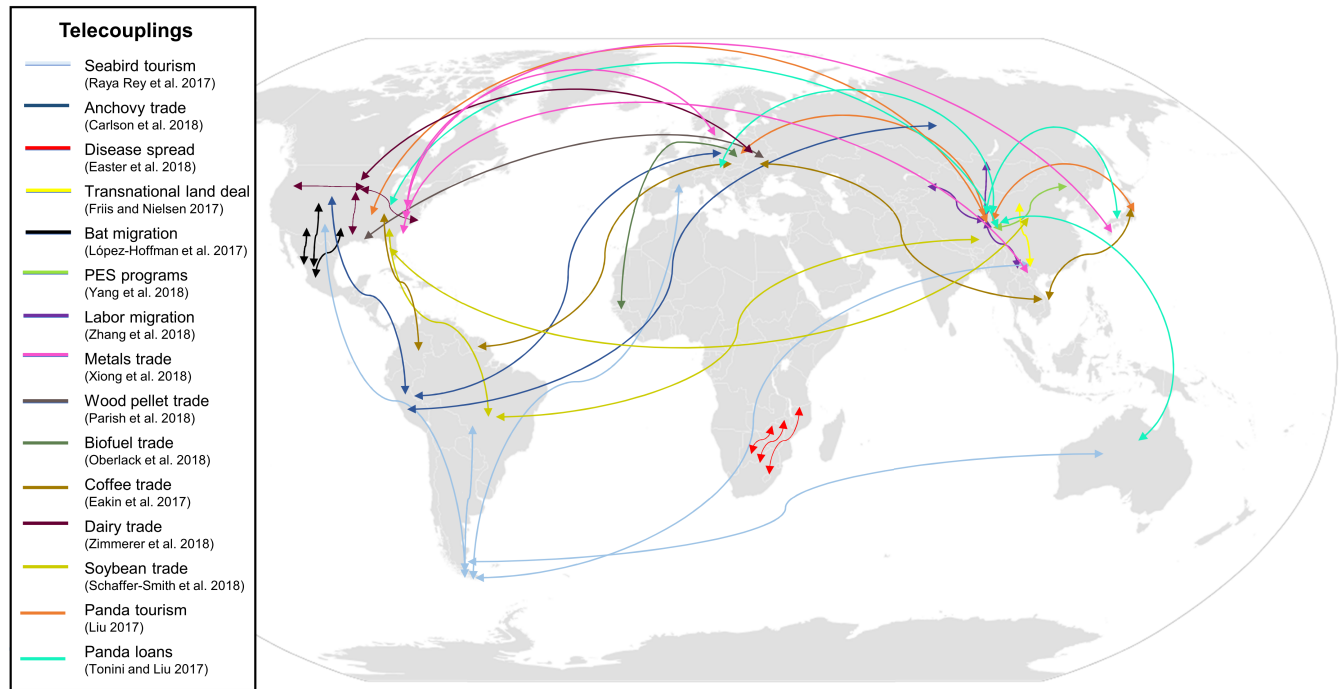 Telecouplings
Seabird tourism
(Raya Rey et al. 2017)
Anchovy trade
(Carlson et al. 2018)
Disease spread
(Easter et al. 2018)
Transnational land deal
(Friis and Nielsen 2017)
Bat migration
(López-Hoffman et al. 2017)
PES programs
(Yang et al. 2018)
Labor migration
(Zhang et al. 2018)
Metals trade
(Xiong et al. 2018)
Wood pellet trade
(Parish et al. 2018)
Biofuel trade
(Oberlack et al. 2018)
Coffee trade
(Eakin et al. 2017)
Dairy trade
(Zimmerer et al. 2018)
Soybean trade
(Schaffer-Smith et al. 2018)
Panda tourism
(Liu 2017)
Panda loans
(Tonini and Liu 2017)